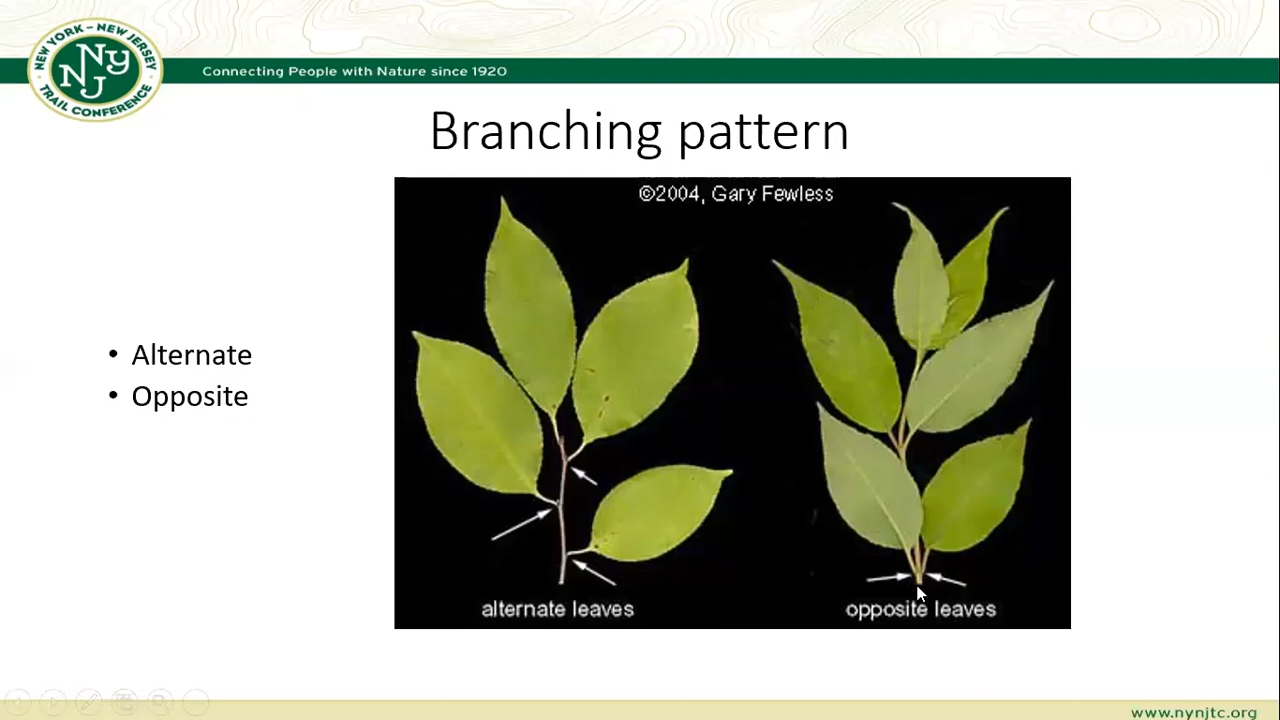 NEW YORK – NEW JERSEY
NY
NJ
TRAIL CONFERENCE
Connecting People with Nature since 1920
Branching pattern
©2004, Gary Fewless
• Alternate
• Opposite
alternate leaves
opposite leaves
www.nynjtc.org